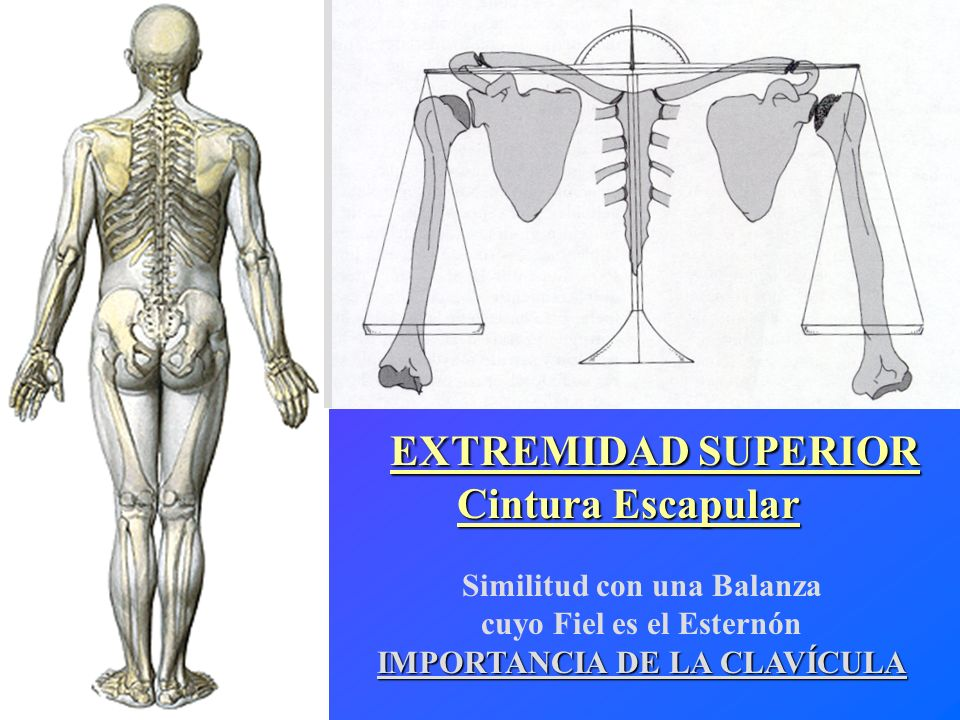 EXTREMIDAD SUPERIOR
Cintura Escapular
Similitud con una Balanza
cuyo Fiel es el Esternón
IMPORTANCIA DE LA CLAVÍCULA